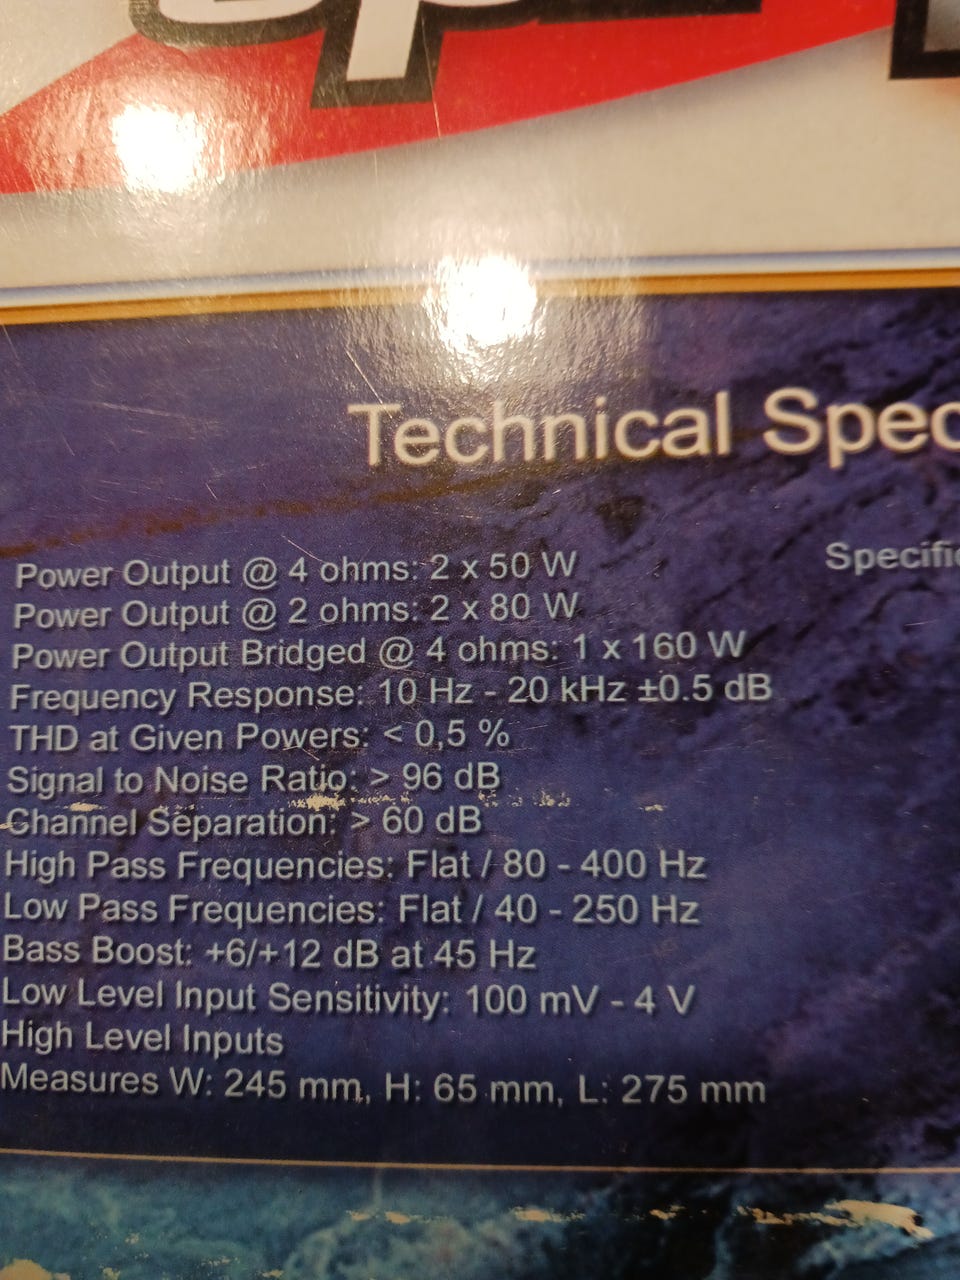 Technical Spec
Power Output @ 4 ohms: 2 x 50 W
Specific
Power Output @ 2 ohms: 2 x 80 W
Power Output Bridged @ 4 ohms: 1 x 160 W
Frequency Response: 10 Hz - 20 kHz ±0.5 dB
THD at Given Powers: < 0,5 %
Signal to Noise Ratio: > 96 dB
Channel Separation: > 60 dB
High Pass Frequencies: Flat / 80 - 400 Hz
Low Pass Frequencies: Flat / 40 - 250 Hz
Bass Boost: +6/+12 dB at 45 Hz
Low Level Input Sensitivity: 100 mV - 4 V
High Level Inputs
Measures W: 245 mm, H: 65 mm, L: 275 mm